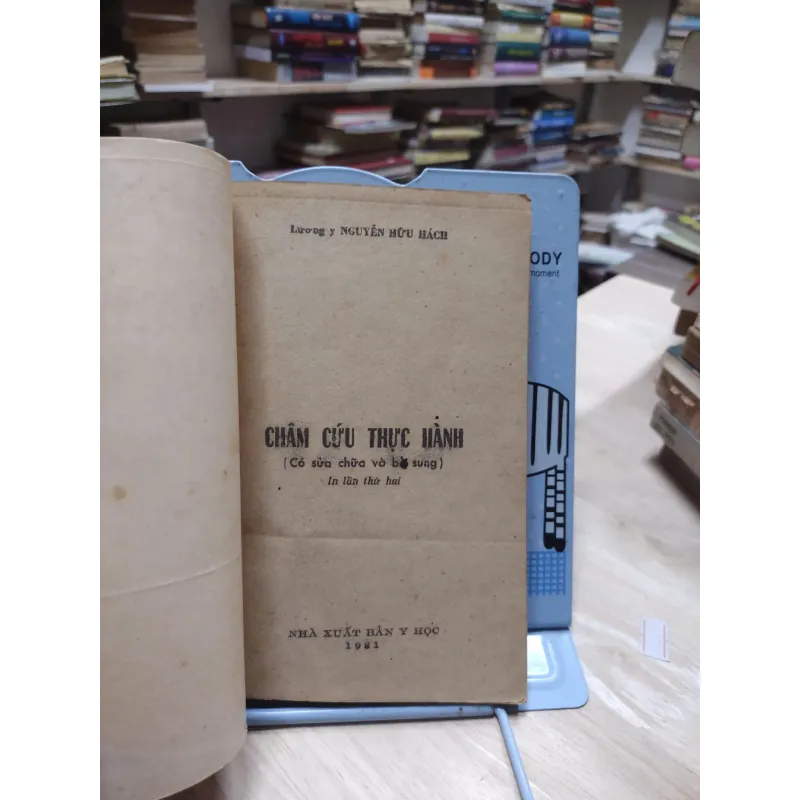 Lương y NGUYỄN HỮU HÁCH
CHÂM CỨU THỰC HÀNH
(Có sửa chữa và bổ sung)
In lần thứ hai
NHÀ XUẤT BẢN Y HỌC
1981
ODY
moment